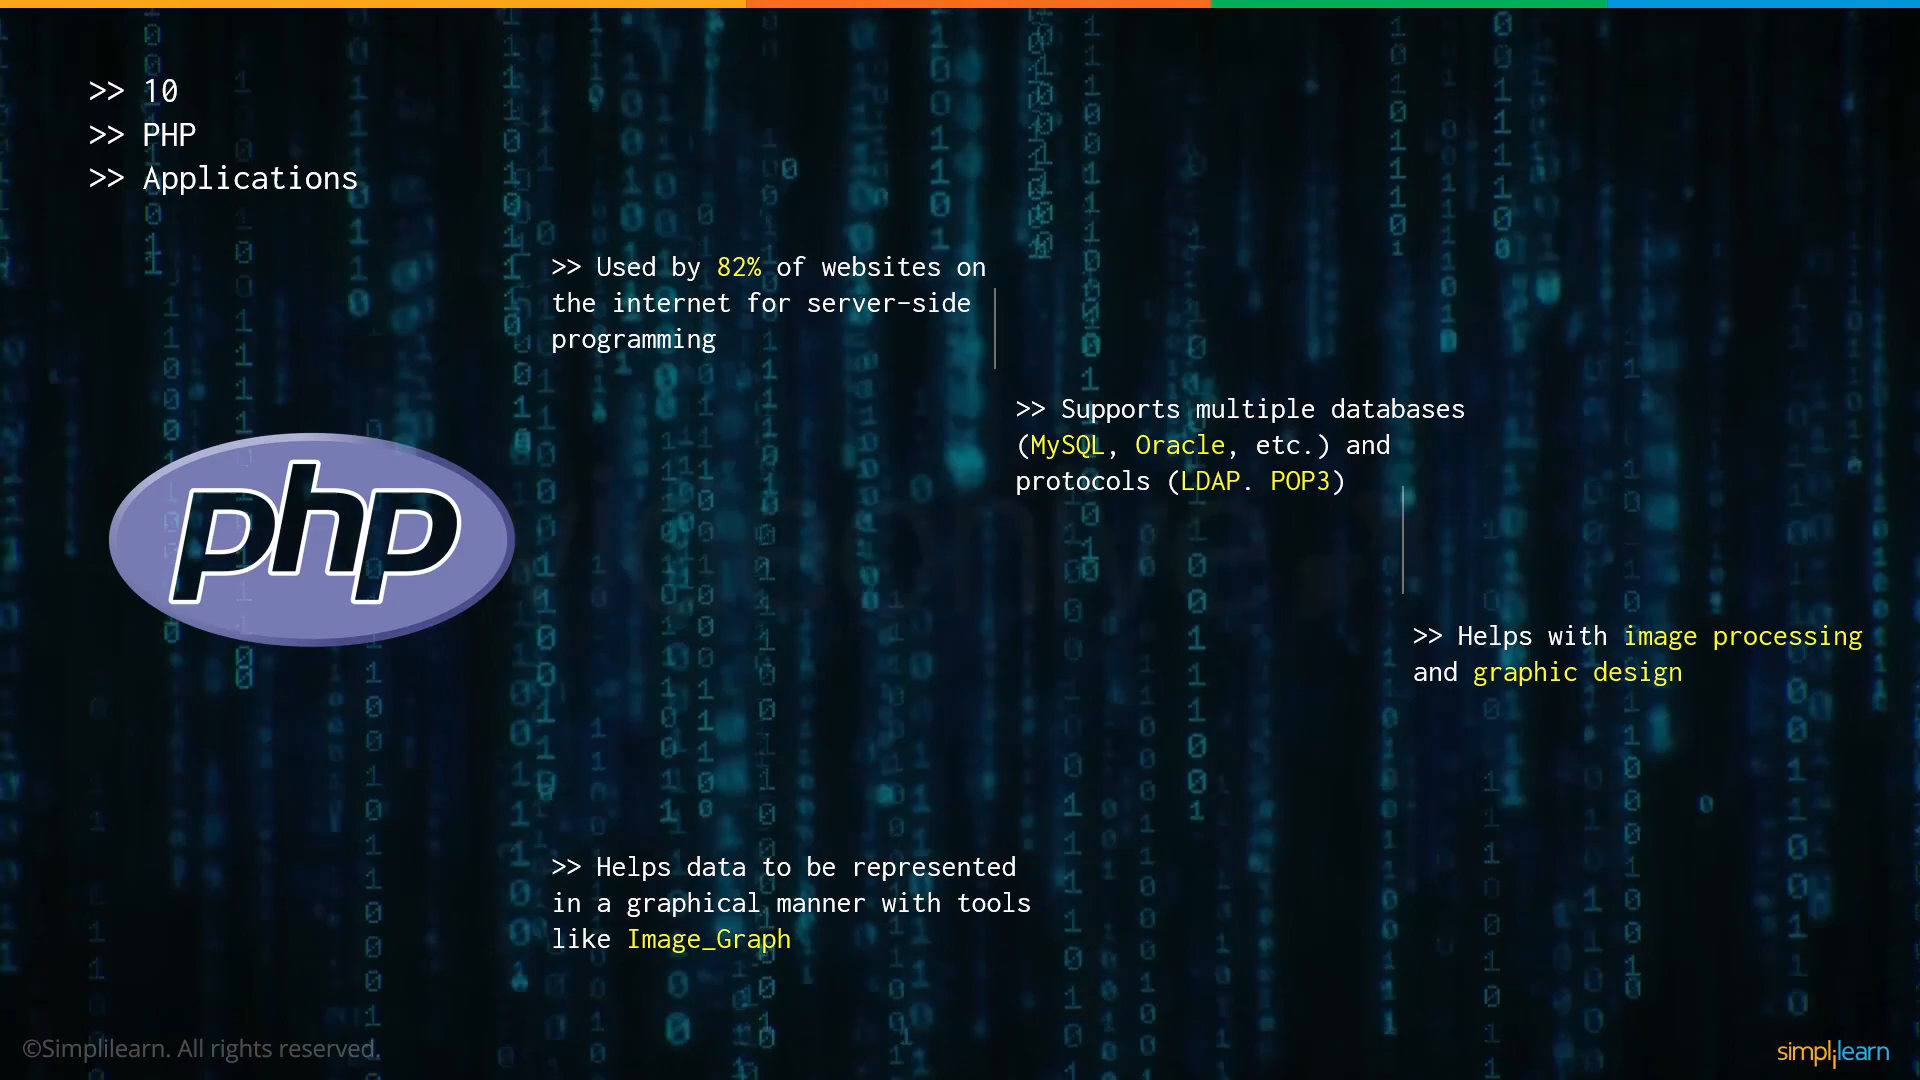 >> 10
>> PHP
>> Applications
>> Used by 82% of websites on
the internet for server-side
programming
>> Supports multiple databases
(MySQL, Oracle, etc.) and
protocols (LDAP. POP3)
php
>> Helps with image processing
and graphic design
>> Helps data to be represented
in a graphical manner with tools
like Image_Graph
©Simplilearn. All rights reserved.
simplilearn